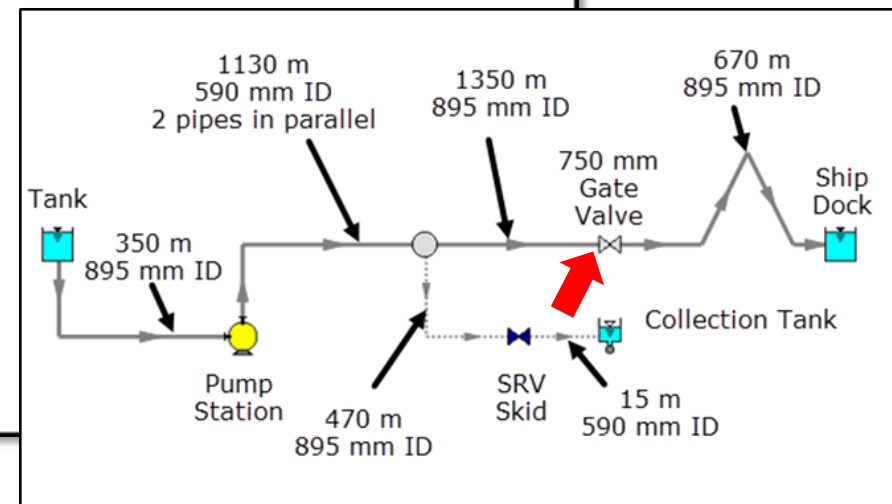 1130 m
590 mm ID
2 pipes in parallel
1350 m
895 mm ID
670 m
895 mm ID
750 mm
Gate
Valve
Tank
Ship
Dock
350 m
895 mm ID
Collection Tank
Pump
Station
SRV
Skid
470 m
895 mm ID
15 m
590 mm ID